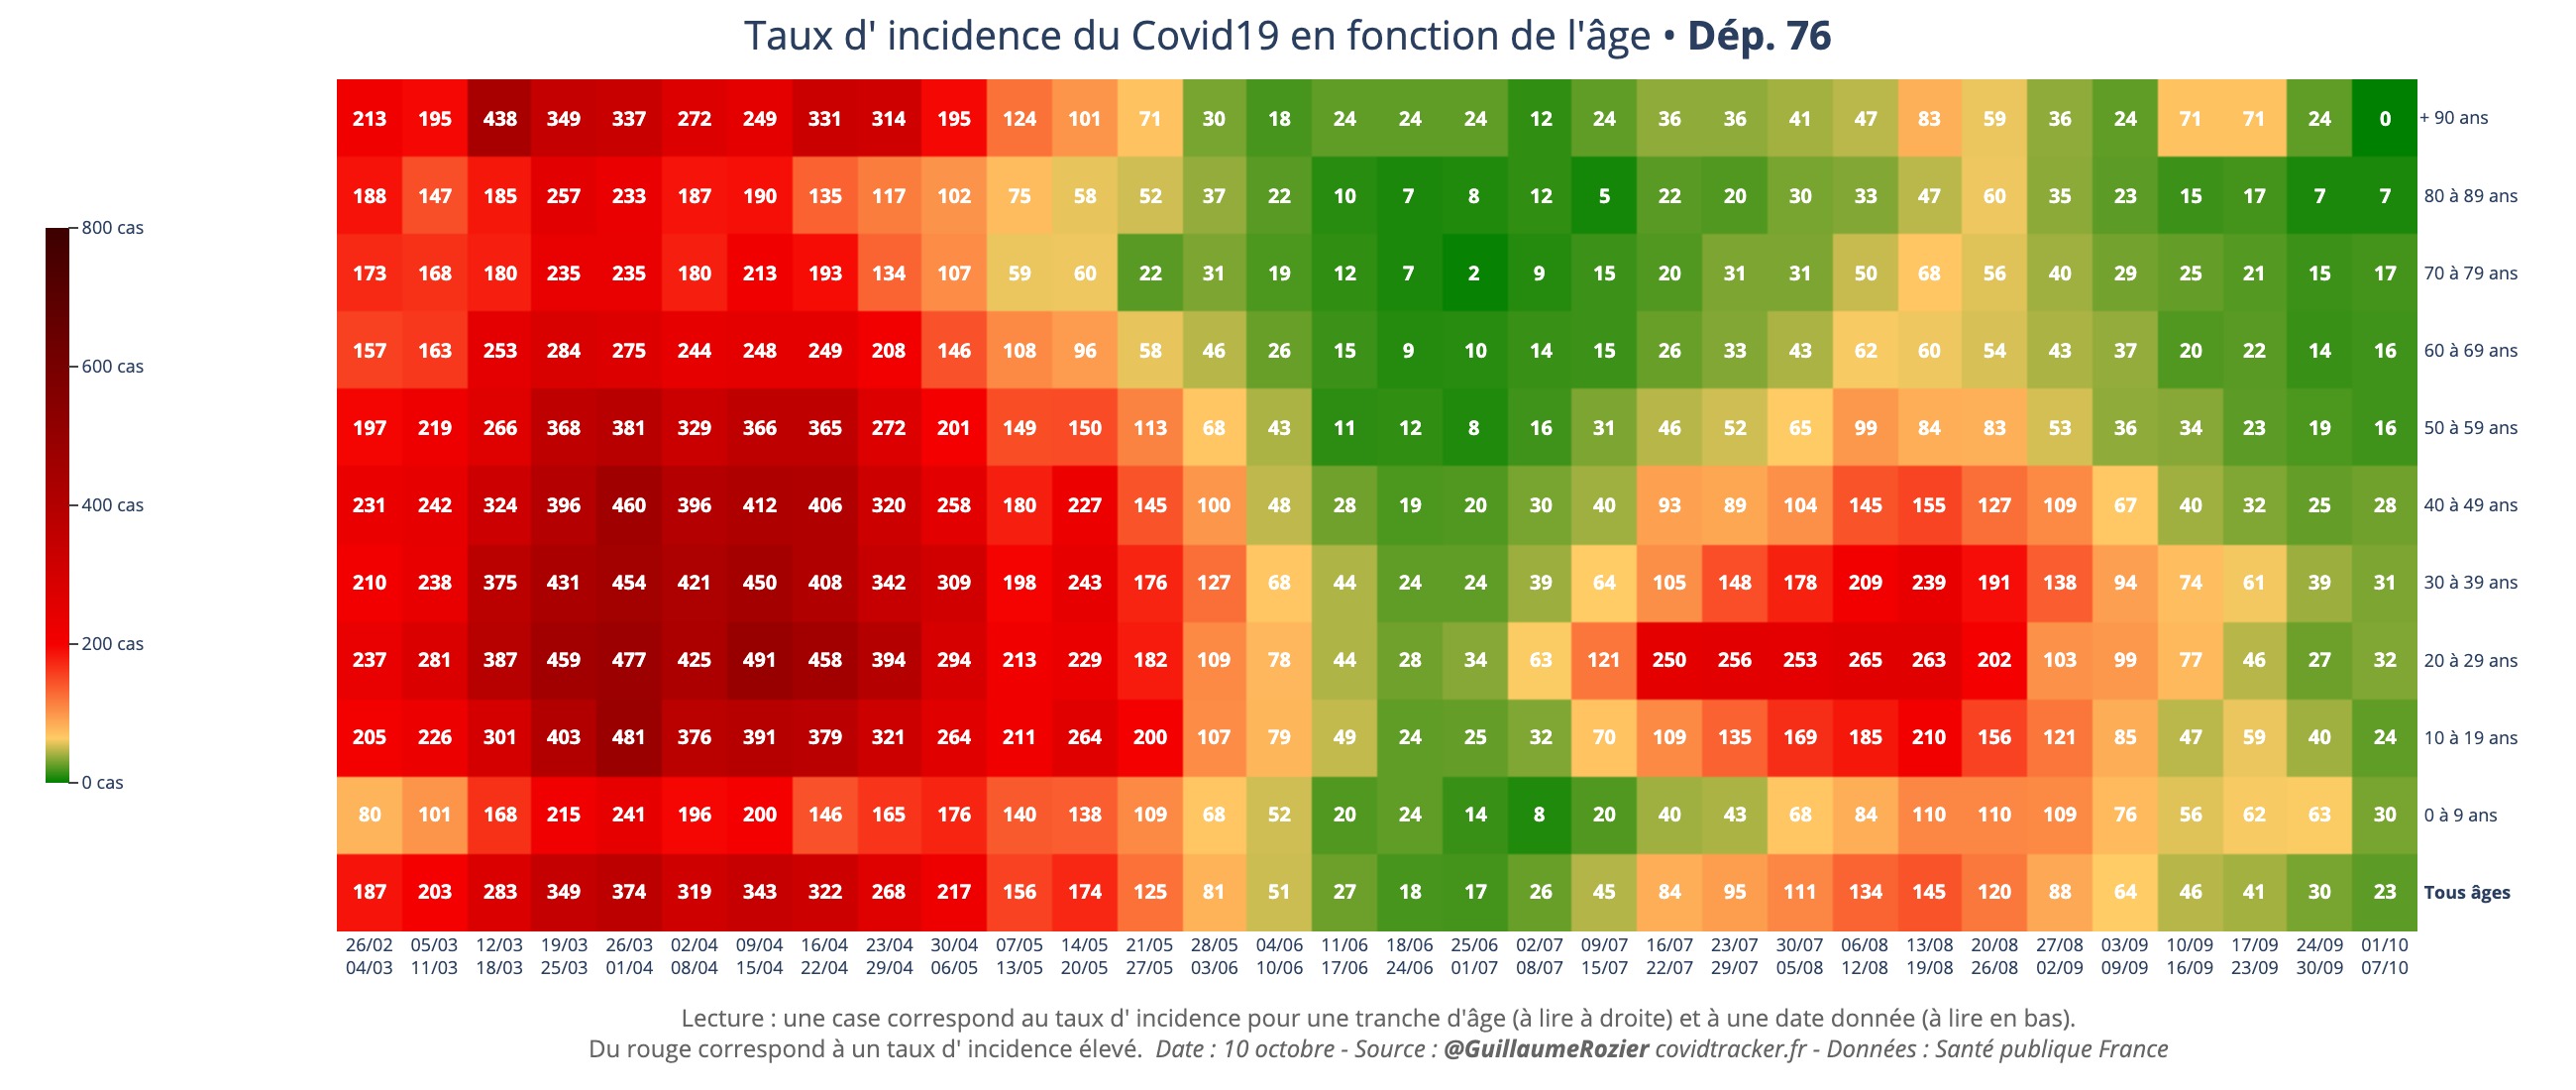 Taux d' incidence du Covid19 en fonction de l'âge • Dép. 76
213 195 438 349 337 272 249 331 314 195 124 101 71 30 18 24 24 24 12 24 36 36 41 47 83 59 36 24 71 71 24 0 + 90 ans
188 147 185 257 233 187 190 135 117 102 75 58 52 37 22 10 7 8 12 5 22 20 30 33 47 60 35 23 15 17 7 7 80 à 89 ans
800 cas
173 168 180 235 235 180 213 193 134 107 59 60 22 31 19 12 7 2 9 15 20 31 31 50 68 56 40 29 25 21 15 17 70 à 79 ans
157 163 253 284 275 244 248 249 208 146 108 96 58 46 26 15 9 10 14 15 26 33 43 62 60 54 43 37 20 22 14 16 60 à 69 ans
600 cas
197 219 266 368 381 329 366 365 272 201 149 150 113 68 43 11 12 8 16 31 46 52 65 99 84 83 53 36 34 23 19 16 50 à 59 ans
400 cas
231 242 324 396 460 396 412 406 320 258 180 227 145 100 48 28 19 20 30 40 93 89 104 145 155 127 109 67 40 32 25 28 40 à 49 ans
210 238 375 431 454 421 450 408 342 309 198 243 176 127 68 44 24 24 39 64 105 148 178 209 239 191 138 94 74 61 39 31 30 à 39 ans
200 cas
237 281 387 459 477 425 491 458 394 294 213 229 182 109 78 44 28 34 63 121 250 256 253 265 263 202 103 99 77 46 27 32 20 à 29 ans
205 226 301 403 481 376 391 379 321 264 211 264 200 107 79 49 24 25 32 70 109 135 169 185 210 156 121 85 47 59 40 24 10 à 19 ans
0 cas
80 101 168 215 241 196 200 146 165 176 140 138 109 68 52 20 24 14 8 20 40 43 68 84 110 110 109 76 56 62 63 30 0 à 9 ans
187 203 283 349 374 319 343 322 268 217 156 174 125 81 51 27 18 17 26 45 84 95 111 134 145 120 88 64 46 41 30 23 Tous âges
26/02 05/03 12/03 19/03 26/03 02/04 09/04 16/04 23/04 30/04 07/05 14/05 21/05 28/05 04/06 11/06 18/06 25/06 02/07 09/07 16/07 23/07 30/07 06/08 13/08 20/08 27/08 03/09 10/09 17/09 24/09 01/10
04/03 11/03 18/03 25/03 01/04 08/04 15/04 22/04 29/04 06/05 13/05 20/05 27/05 03/06 10/06 17/06 24/06 01/07 08/07 15/07 22/07 29/07 05/08 12/08 19/08 26/08 02/09 09/09 16/09 23/09 30/09 07/10
Lecture : une case correspond au taux d' incidence pour une tranche d'âge (à lire à droite) et à une date donnée (à lire en bas).
Du rouge correspond à un taux d' incidence élevé. Date : 10 octobre - Source : @GuillaumeRozier covidtracker.fr - Données : Santé publique France